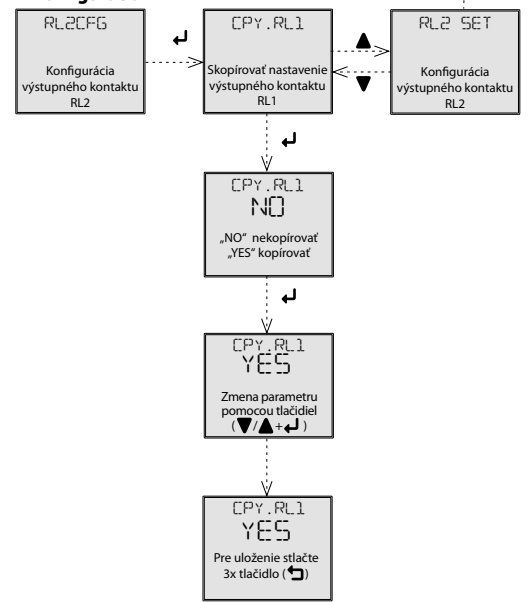 RL2CFG
Konfigurácia
výstupného kontaktu
RL2
CPY.RL1
Skopírovať nastavenie
výstupného kontaktu
RL1
RL2 SET
Konfigurácia
výstupného kontaktu
RL2
CPY.RL1
NO
„NO“ nekopírovať
„YES“ kopírovať
CPY.RL1
YES
Zmena parametru
pomocou tlačidiel
(▼/▲+↵)
CPY.RL1
YES
Pre uloženie stlačte
3x tlačidlo (⮌)